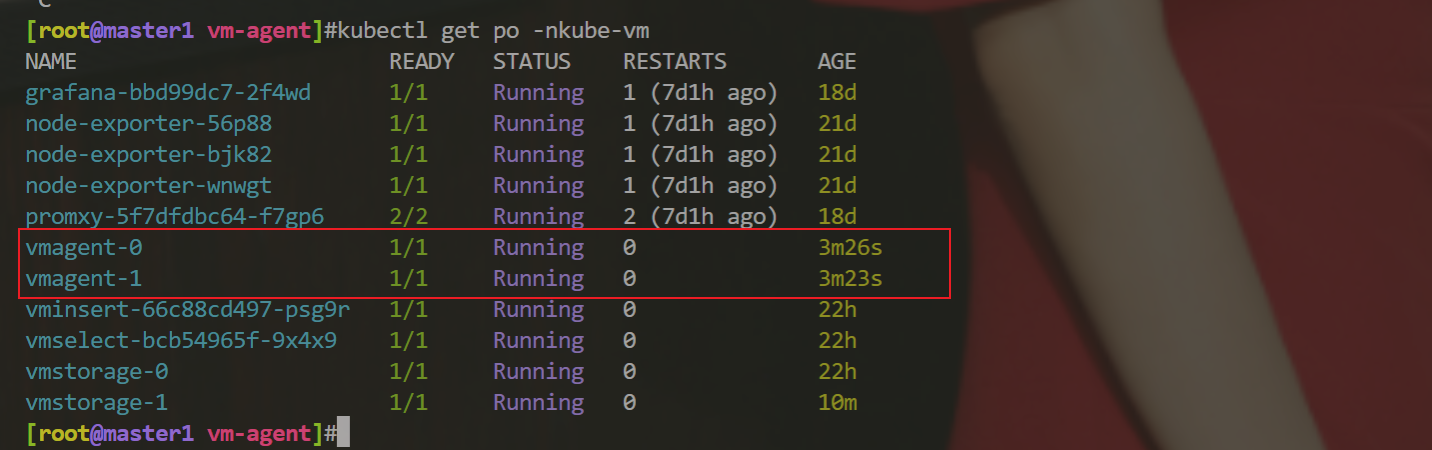 C
[root@master1 vm-agent]#kubectl get po -nkube-vm
NAME READY STATUS RESTARTS AGE
grafana-bbd99dc7-2f4wd 1/1 Running 1 (7d1h ago) 18d
node-exporter-56p88 1/1 Running 1 (7d1h ago) 21d
node-exporter-bjk82 1/1 Running 1 (7d1h ago) 21d
node-exporter-wnwgt 1/1 Running 1 (7d1h ago) 21d
promxy-5f7dfdbc64-f7gp6 2/2 Running 2 (7d1h ago) 18d
vmagent-0 1/1 Running 0 3m26s
vmagent-1 1/1 Running 0 3m23s
vminsert-66c88cd497-psg9r 1/1 Running 0 22h
vmselect-bcb54965f-9x4x9 1/1 Running 0 22h
vmstorage-0 1/1 Running 0 22h
vmstorage-1 1/1 Running 0 10m
[root@master1 vm-agent]#